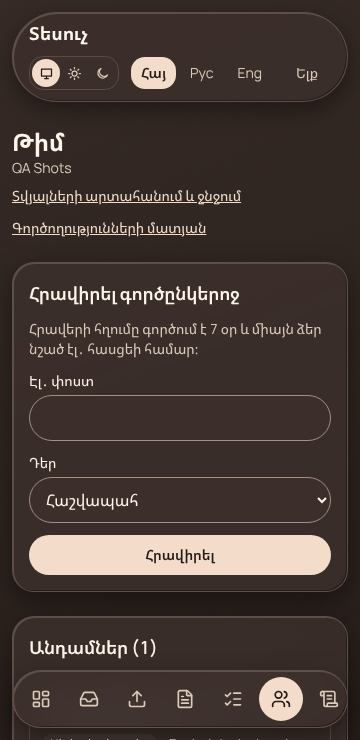 Տեսուչ
Հայ Рус Eng Ելք
Թիմ
QA Shots
Տվյալների արտահանում և ջնջում
Գործողությունների մատյան
Հրավիրել գործընկերոջ
Հրավերի հղումը գործում է 7 օր և միայն ձեր
նշած էլ․ հասցեի համար։
Էլ․ փոստ
Դեր
Հաշվապահ
Հրավիրել
Անդամներ (1)